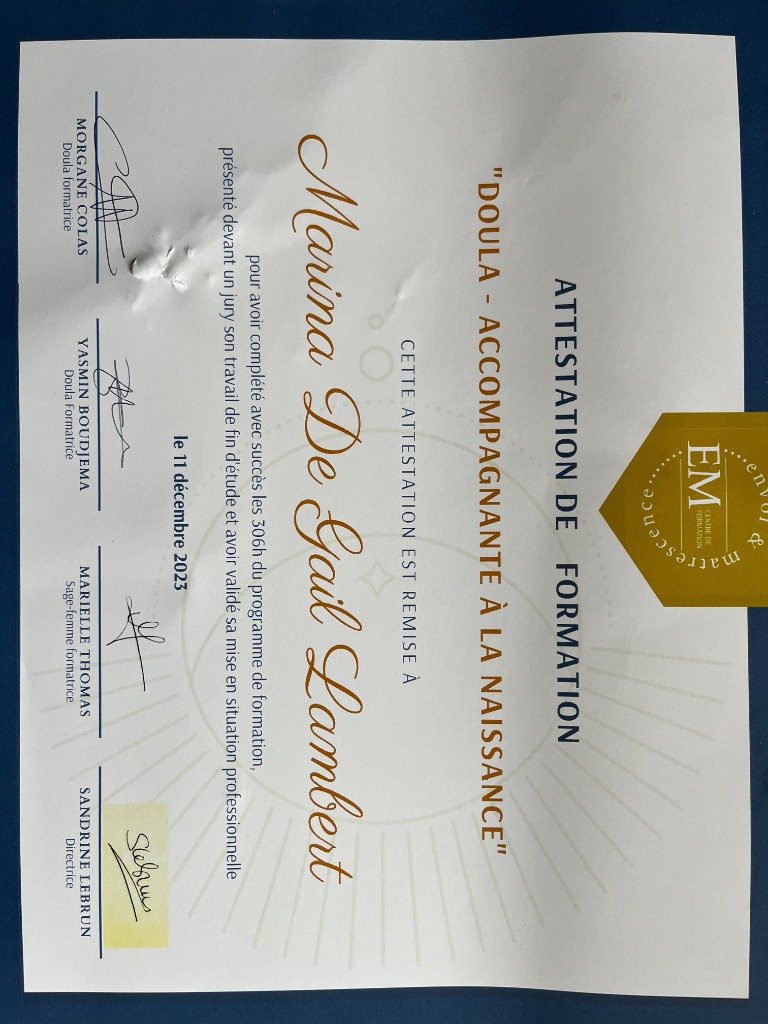 envol & matrescence
EM
CENTRE DE
FORMATION
ATTESTATION DE FORMATION
"DOULA - ACCOMPAGNANTE À LA NAISSANCE"
CETTE ATTESTATION EST REMISE À
Marina De Gail Lambert
pour avoir complété avec succès les 306h du programme de formation,
présenté devant un jury son travail de fin d'étude et avoir validé sa mise en situation professionnelle
le 11 décembre 2023
MORGANE COLAS
Doula formatrice
YASMIN BOUDJEMA
Doula Formatrice
MARIELLE THOMAS
Sage-femme formatrice
SANDRINE LEBRUN
Directrice